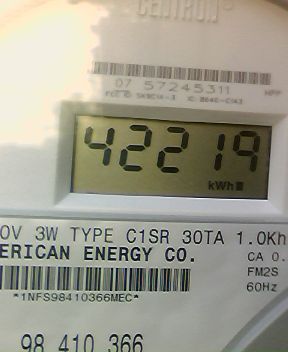 CENTRON®
07 57245311
42219
kWh
0V 3W TYPE C1SR 30TA 1.0Kh
ERICAN ENERGY CO.
CA 0.
FM2S
*1NFS98410366MEC*
60Hz
98 410 366